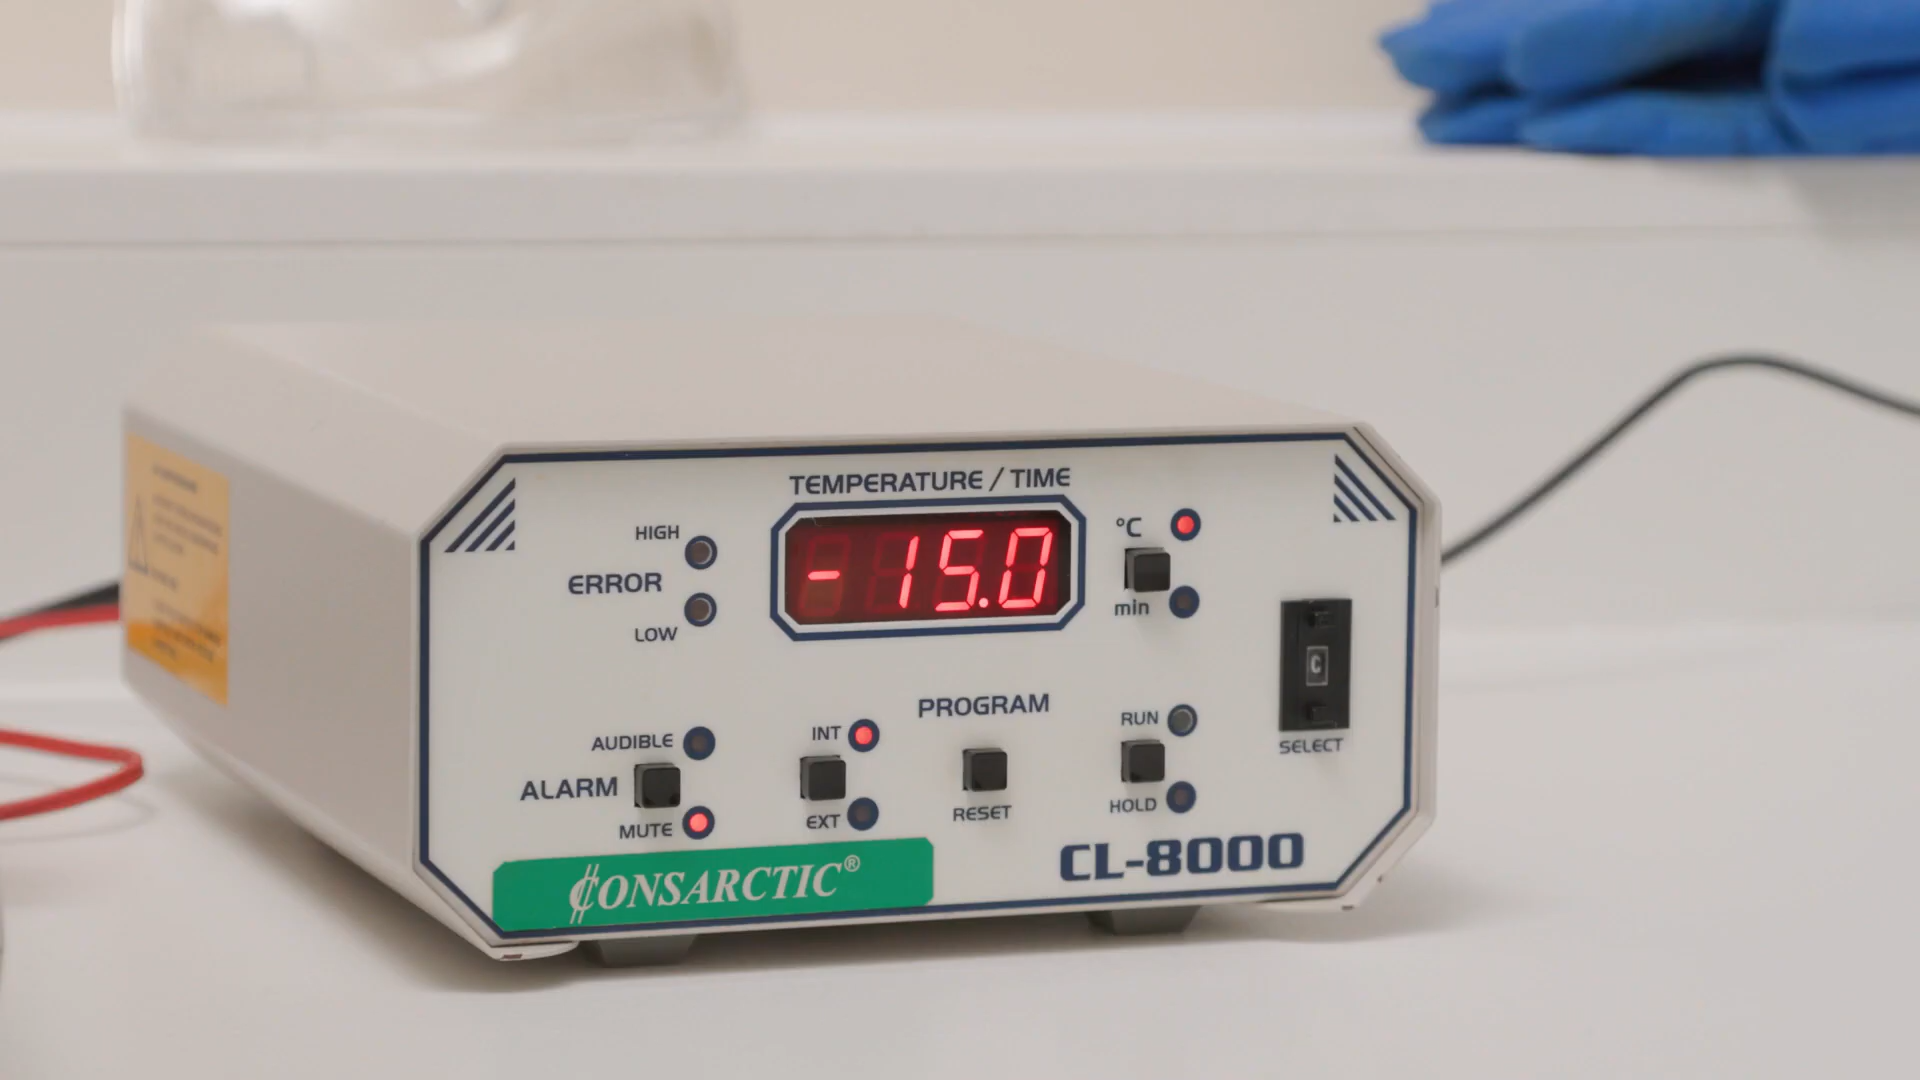 TEMPERATURE / TIME
HIGH
ERROR
LOW
- 15.0
°C
min
C
SELECT
PROGRAM
AUDIBLE
ALARM
MUTE
INT
EXT
RESET
RUN
HOLD
CONSARCTIC®
CL-8000